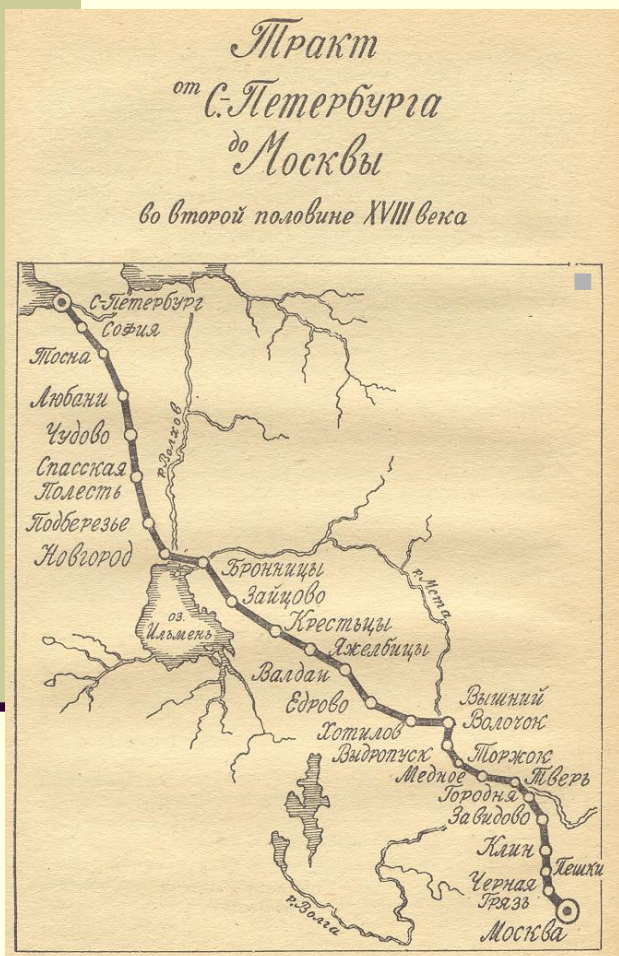 Тракт
от С.-Петербурга
до Москвы
во второй половине XVIII века
С-Петербург
София
Тосна
Любани
Чудово
р. Волхов
Спасская
Полесть
Подберезье
Новгород
Бронницы
Зайцово
оз.
Ильмень
Крестьцы
р. Мста
Яжелбицы
Валдаи
Едрово
Вышний
Волочок
Хотилов
Выдропуск
Торжок
Медное
Тверь
Городня
Завидово
Клин
Пешки
Черная
Грязь
р. Волга
Москва